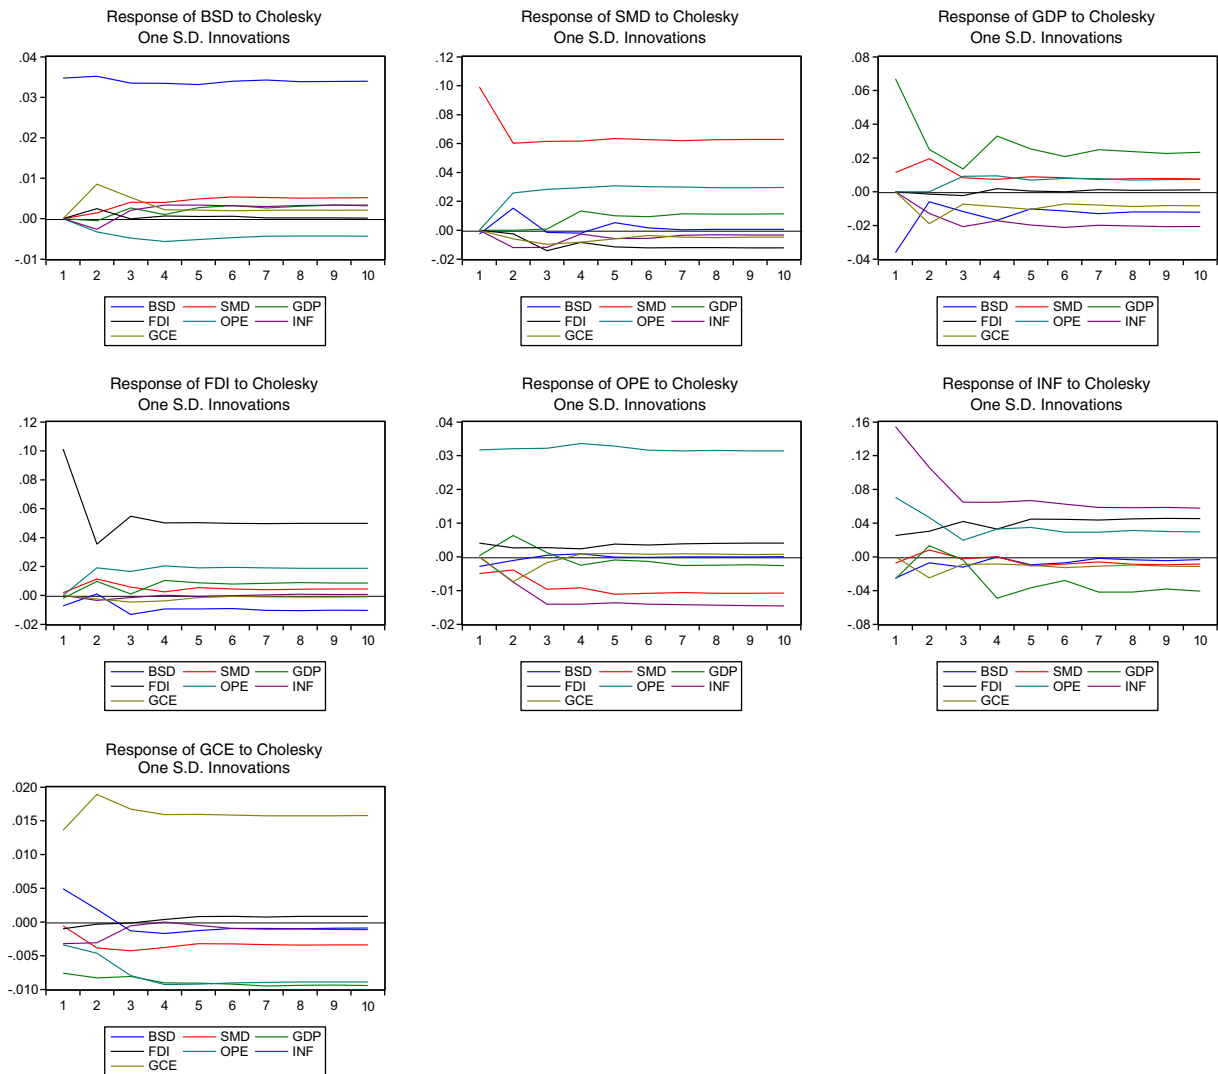 Response of BSD to Cholesky
One S.D. Innovations
.04
.03
.02
.01
.00
-.01
1 2 3 4 5 6 7 8 9 10
BSD SMD GDP
FDI OPE INF
GCE
Response of SMD to Cholesky
One S.D. Innovations
.12
.10
.08
.06
.04
.02
.00
-.02
1 2 3 4 5 6 7 8 9 10
BSD SMD GDP
FDI OPE INF
GCE
Response of GDP to Cholesky
One S.D. Innovations
.08
.06
.04
.02
.00
-.02
-.04
1 2 3 4 5 6 7 8 9 10
BSD SMD GDP
FDI OPE INF
GCE
Response of FDI to Cholesky
One S.D. Innovations
.12
.10
.08
.06
.04
.02
.00
-.02
1 2 3 4 5 6 7 8 9 10
BSD SMD GDP
FDI OPE INF
GCE
Response of OPE to Cholesky
One S.D. Innovations
.04
.03
.02
.01
.00
-.01
-.02
1 2 3 4 5 6 7 8 9 10
BSD SMD GDP
FDI OPE INF
GCE
Response of INF to Cholesky
One S.D. Innovations
.16
.12
.08
.04
.00
-.04
-.08
1 2 3 4 5 6 7 8 9 10
BSD SMD GDP
FDI OPE INF
GCE
Response of GCE to Cholesky
One S.D. Innovations
.020
.015
.010
.005
.000
-.005
-.010
1 2 3 4 5 6 7 8 9 10
BSD SMD GDP
FDI OPE INF
GCE